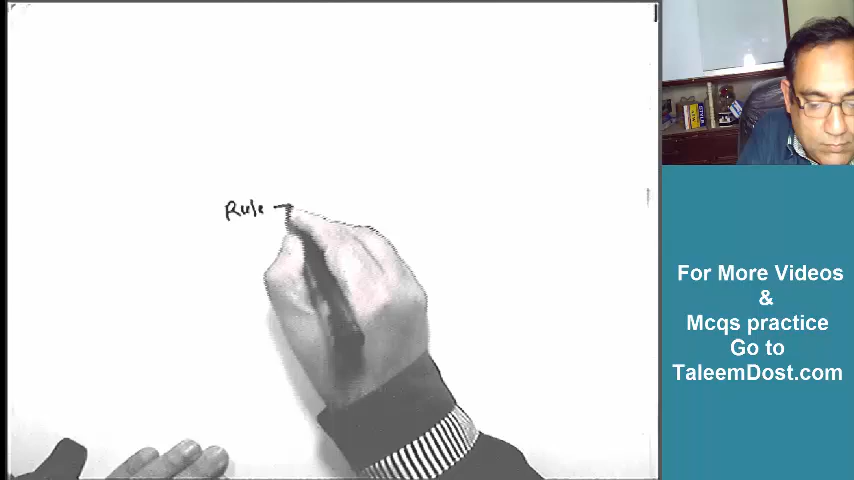 Rule -
For More Videos
&
Mcqs practice
Go to
TaleemDost.com